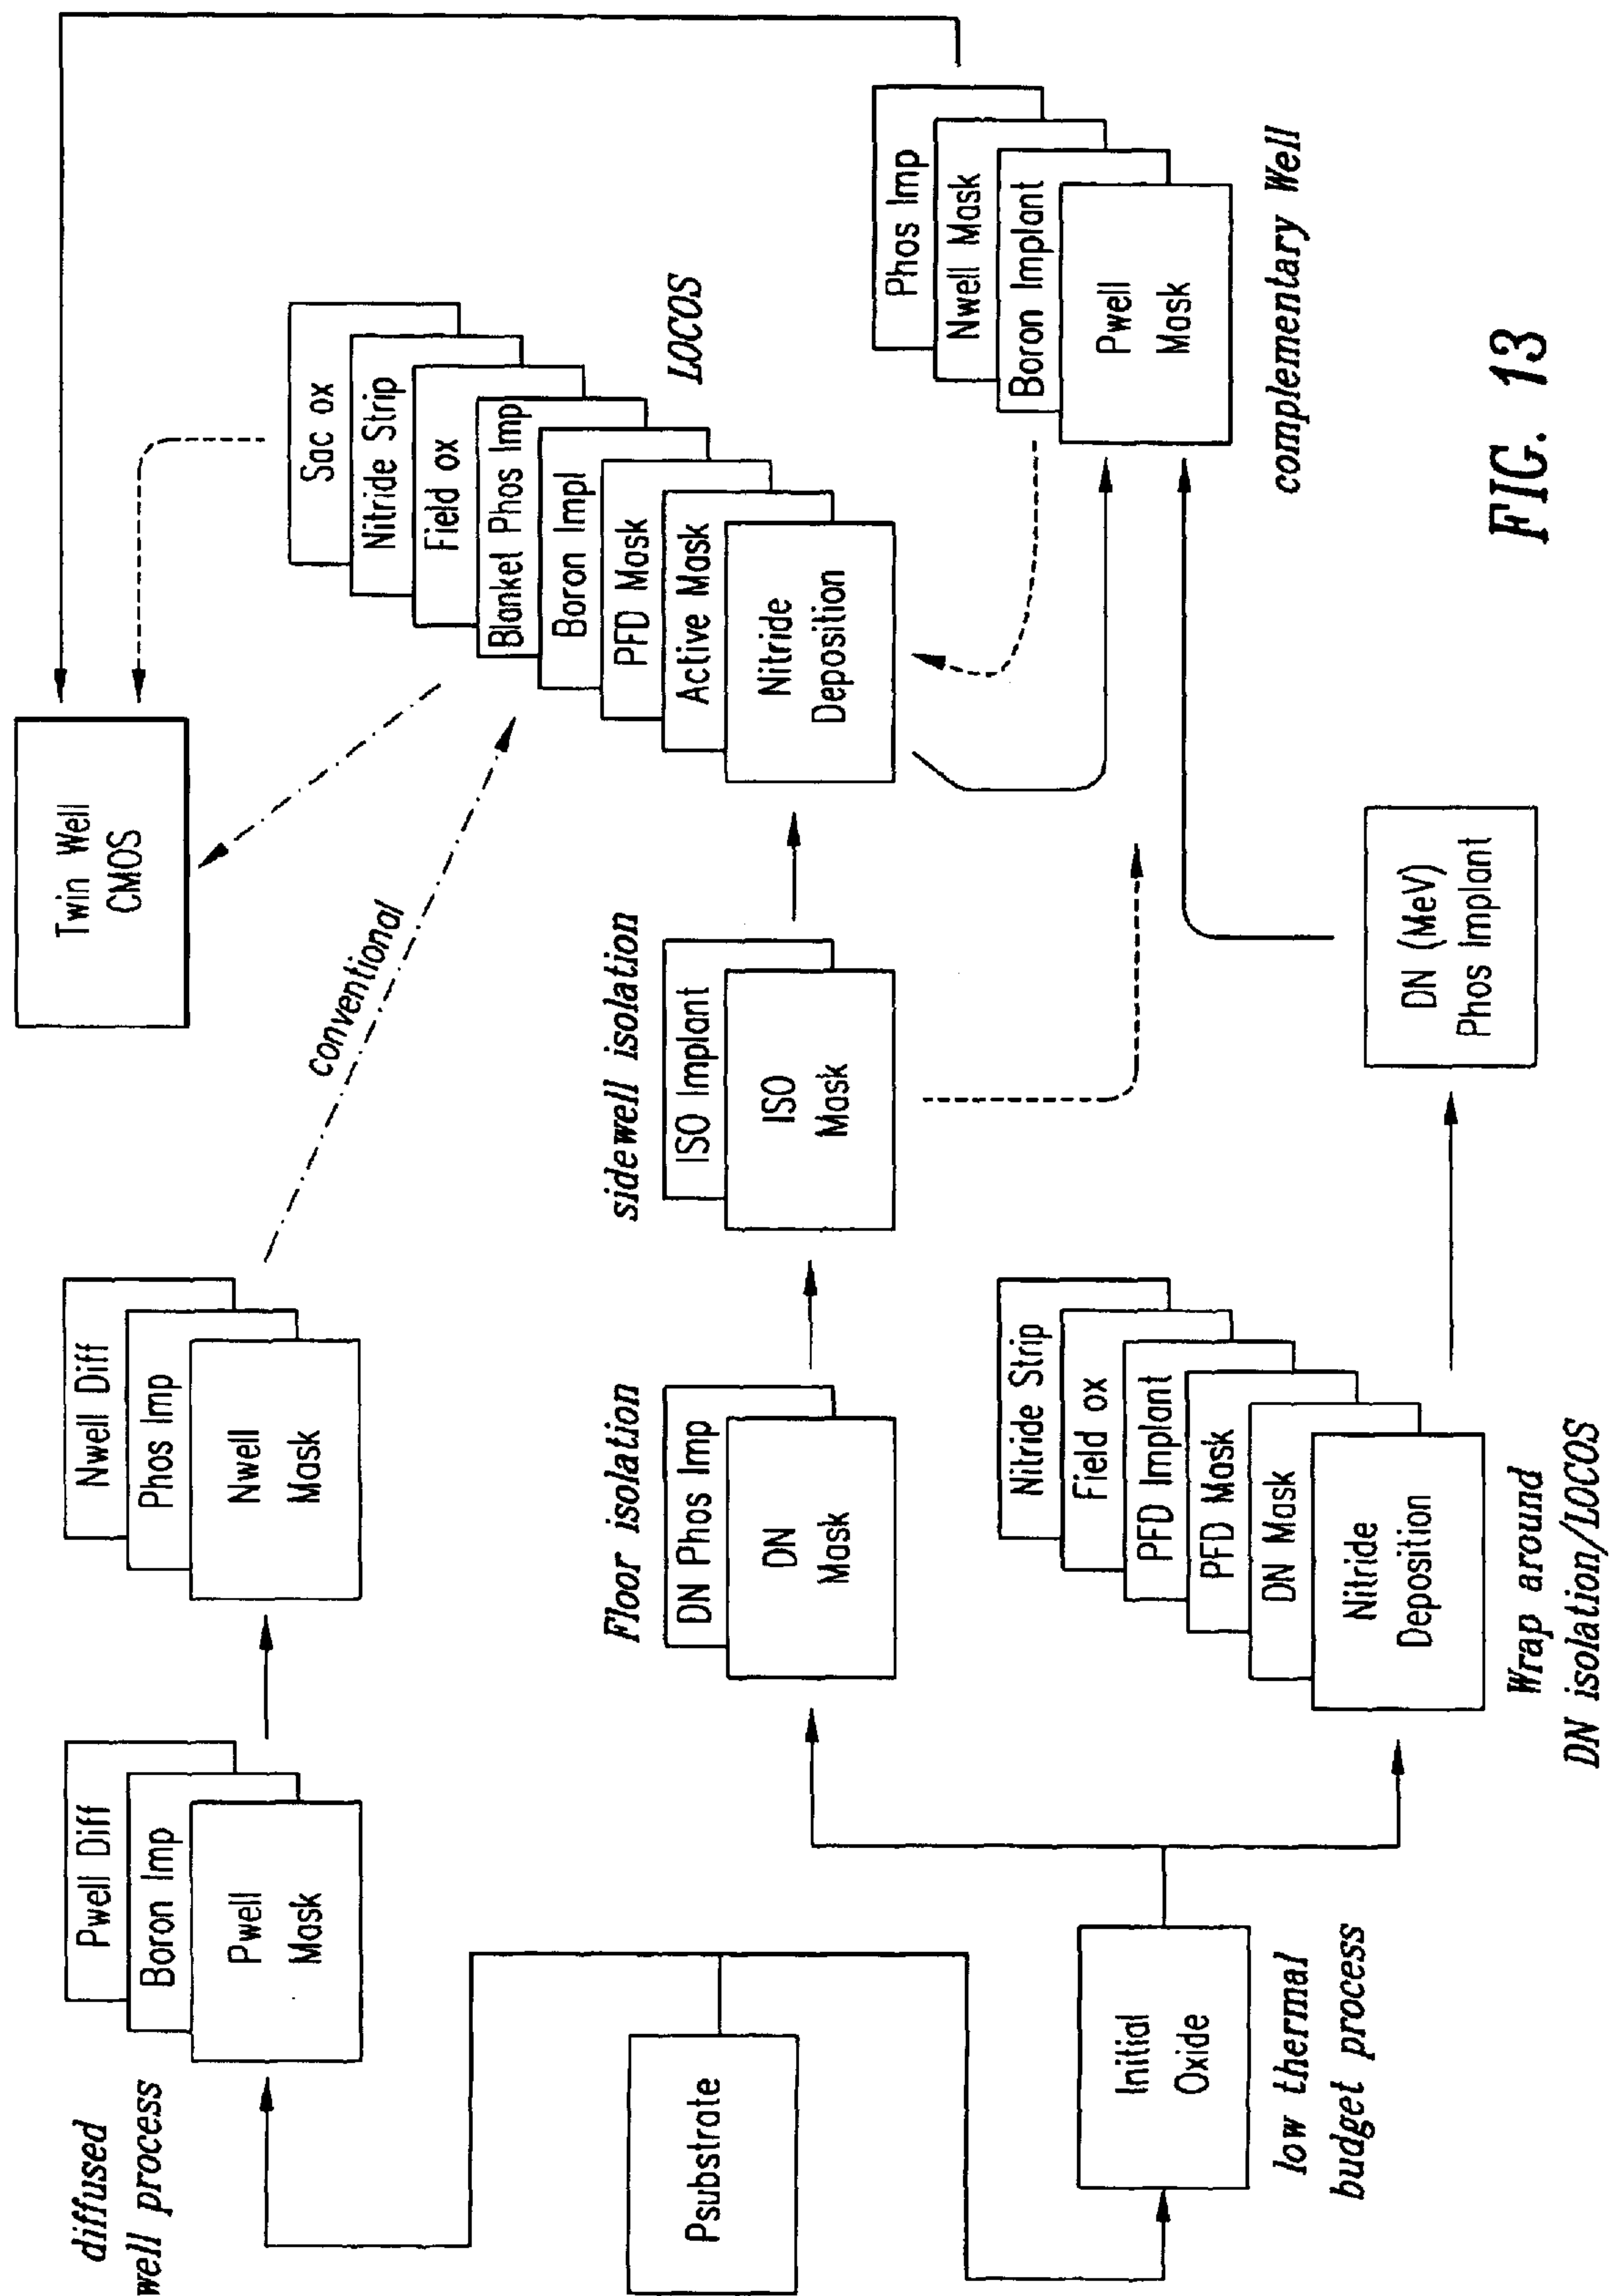 diffused
well process
Pwell Diff
Boron Imp
Pwell
Mask
Nwell Diff
Phos Imp
Nwell
Mask
conventional
Twin Well
CMOS
Psubstrate
Floor isolation
DN Phos Imp
DN
Mask
sidewell isolation
ISO Implant
ISO
Mask
Sac ox
Nitride Strip
Field ox
Blanket Phos Imp
Boron Impl
PFD Mask
Active Mask
Nitride
Deposition
LOCOS
Initial
Oxide
low thermal
budget process
Nitride Strip
Field ox
PFD Implant
PFD Mask
DN Mask
Nitride
Deposition
Wrap around
DN isolation/LOCOS
DN (MeV)
Phos Implant
Phos Imp
Nwell Mask
Boron Implant
Pwell
Mask
complementary Well
FIG. 13